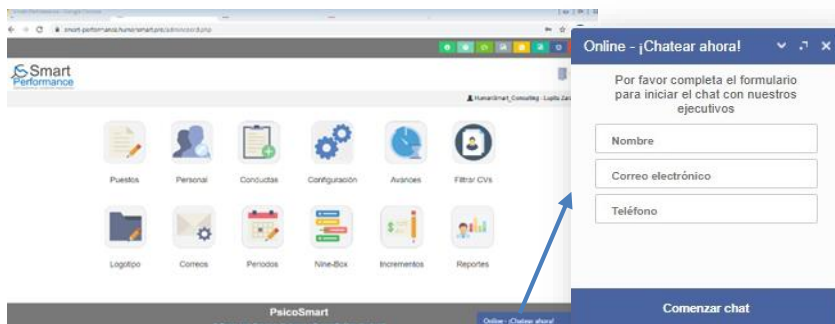 Smart
Performance
HumanSmart_Consulting - Lupita
Puestos
Personal
Conductas
Configuración
Avances
Filtrar CVs
Logotipo
Correos
Periodos
Nine-Box
Incrementos
Reportes
PsicoSmart
Online - ¡Chatear ahora!
Online - ¡Chatear ahora!
Por favor completa el formulario
para iniciar el chat con nuestros
ejecutivos
Nombre
Correo electrónico
Teléfono
Comenzar chat